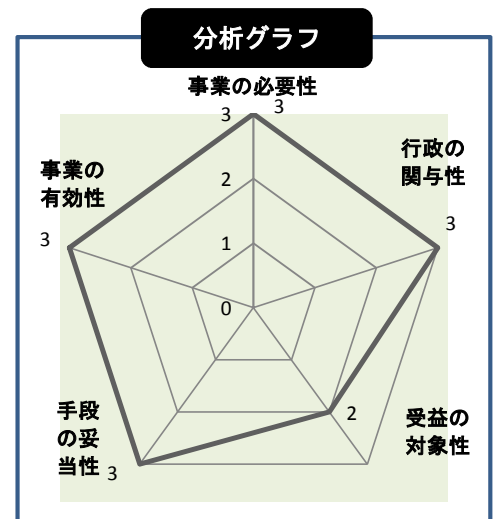 分析グラフ
事業の必要性
3
3
行政の
関与性
3
事業の
有効性
3
2
1
0
2
受益の
対象性
手段
の妥
当性
3